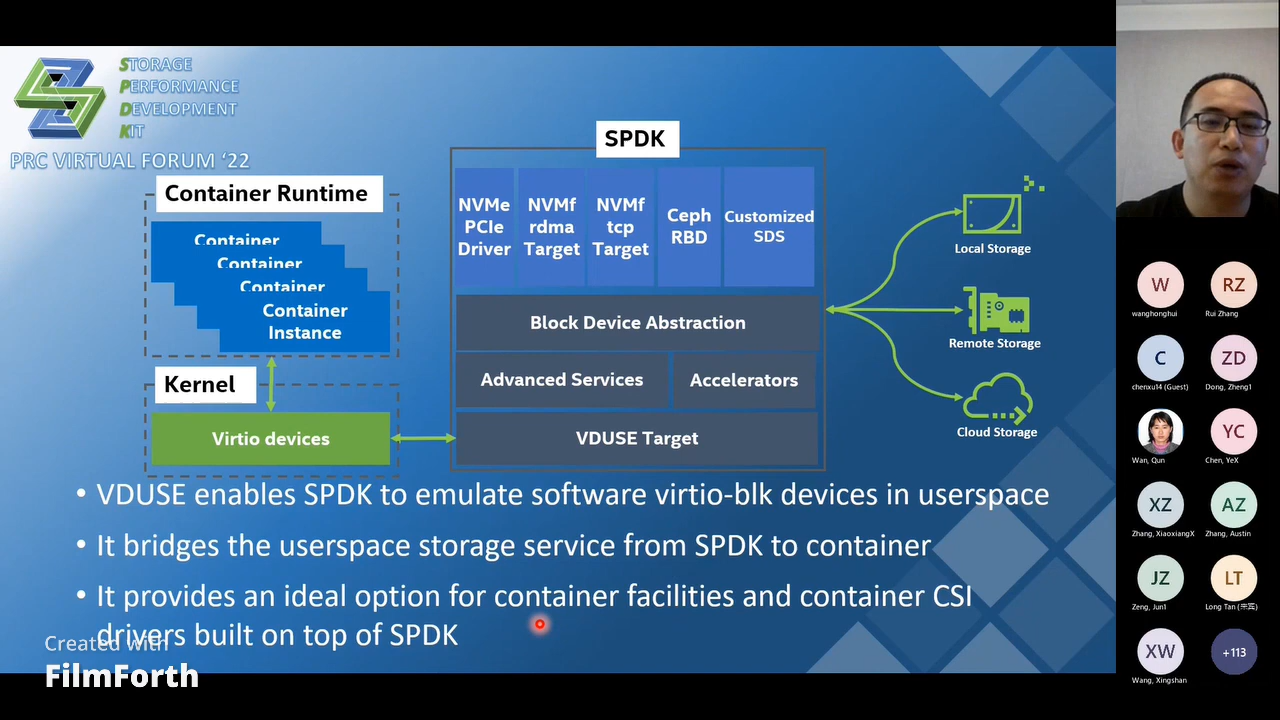 STORAGE
PERFORMANCE
DEVELOPMENT
KIT
PRC VIRTUAL FORUM ‘22
Container Runtime
Container
Container
Container
Container
Instance
Kernel
Virtio devices
SPDK
NVMe
PCIe
Driver
NVMf
rdma
Target
NVMf
tcp
Target
Ceph
RBD
Customized
SDS
Block Device Abstraction
Advanced Services
Accelerators
VDUSE Target
Local Storage
Remote Storage
Cloud Storage
• VDUSE enables SPDK to emulate software virtio-blk devices in userspace
• It bridges the userspace storage service from SPDK to container
• It provides an ideal option for container facilities and container CSI
drivers built on top of SPDK
Created with
FilmForth
W
wanghonghui
RZ
Rui Zhang
C
chenxu14 (Guest)
ZD
Dong, Zheng1
Wan, Qun
YC
Chen, YeX
XZ
Zhang, XiaoxiangX
AZ
Zhang, Austin
JZ
Zeng, Jun1
LT
Long Tan (宋宾)
XW
Wang, Xingshan
+113